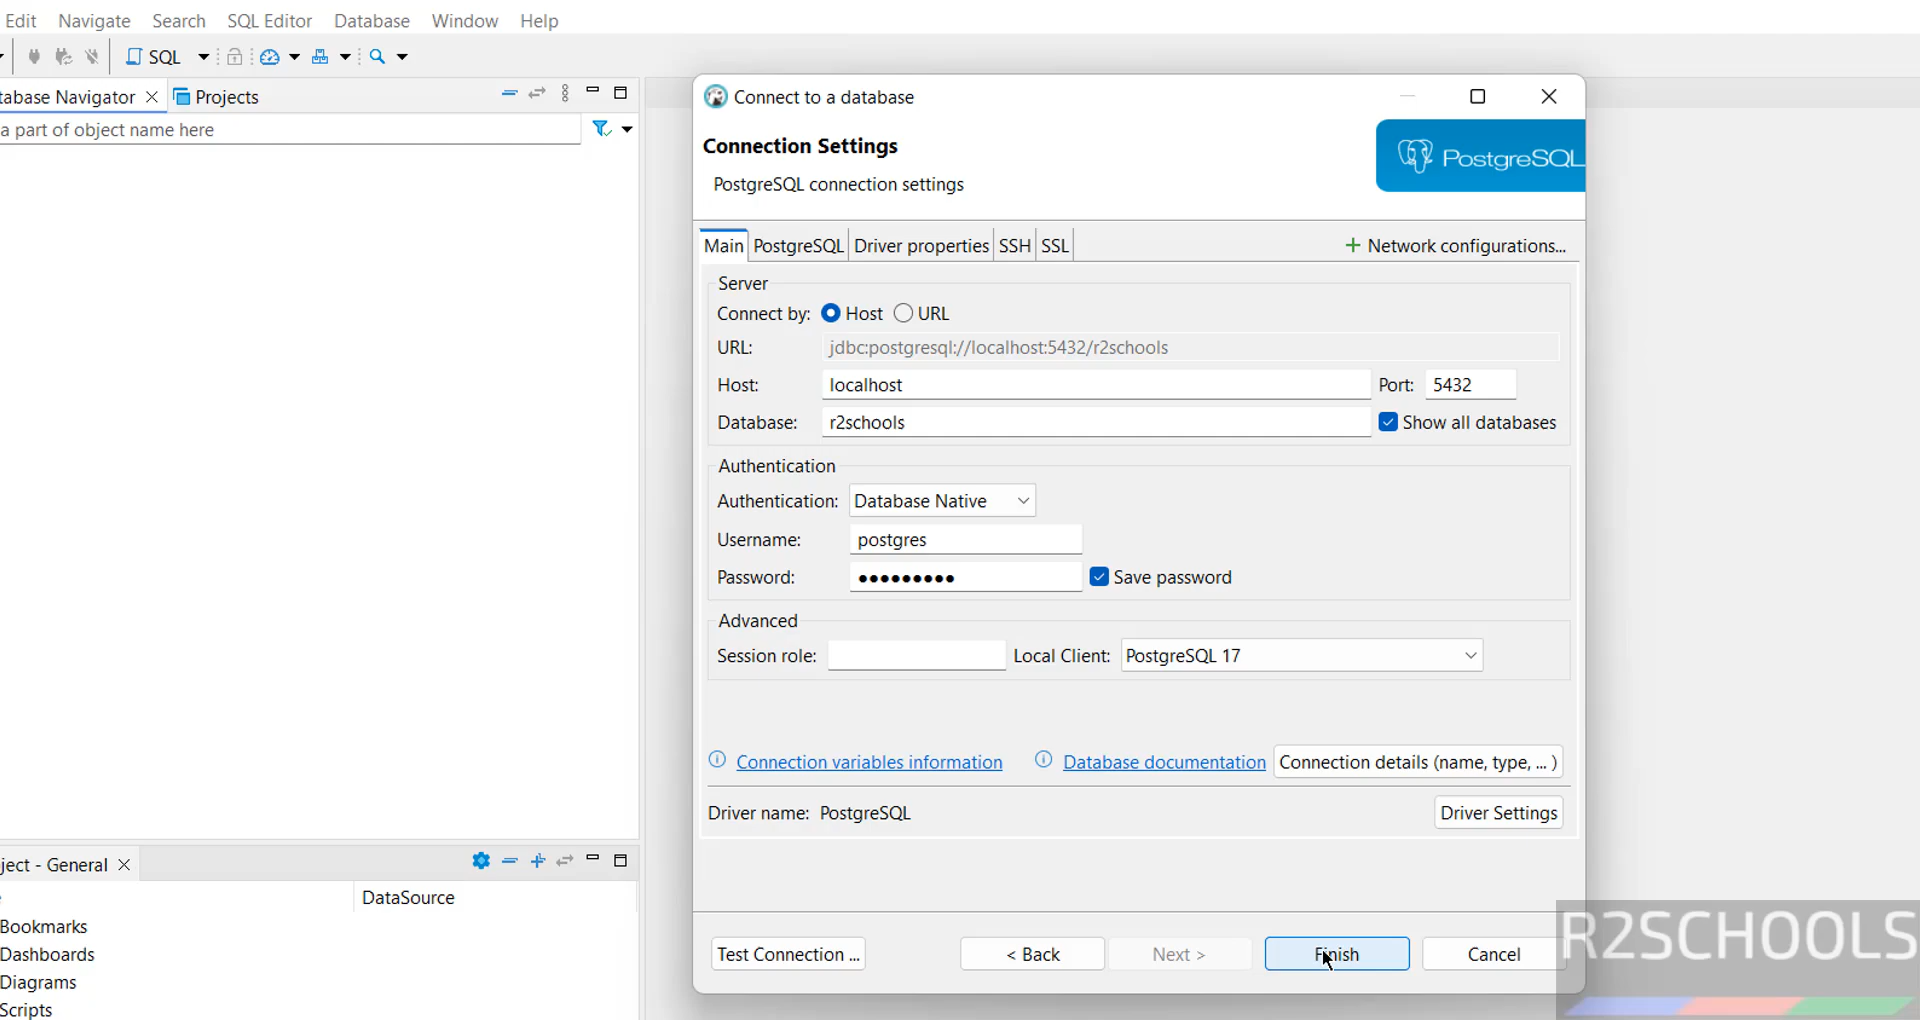 Edit Navigate Search SQL Editor Database Window Help
SQL
tabase Navigator Projects
a part of object name here
Connect to a database
Connection Settings
PostgreSQL connection settings
PostgreSQL
Main PostgreSQL Driver properties SSH SSL + Network configurations...
Server
Connect by: Host URL
URL: jdbc:postgresql://localhost:5432/r2schools
Host: localhost Port: 5432
Database: r2schools Show all databases
Authentication
Authentication: Database Native
Username: postgres
Password: ●●●●●●●●● Save password
Advanced
Session role: Local Client: PostgreSQL 17
Connection variables information Database documentation Connection details (name, type, ... )
Driver name: PostgreSQL Driver Settings
Test Connection ... < Back Next > Finish Cancel
ject - General
DataSource
Bookmarks
Dashboards
Diagrams
Scripts
R2SCHOOLS